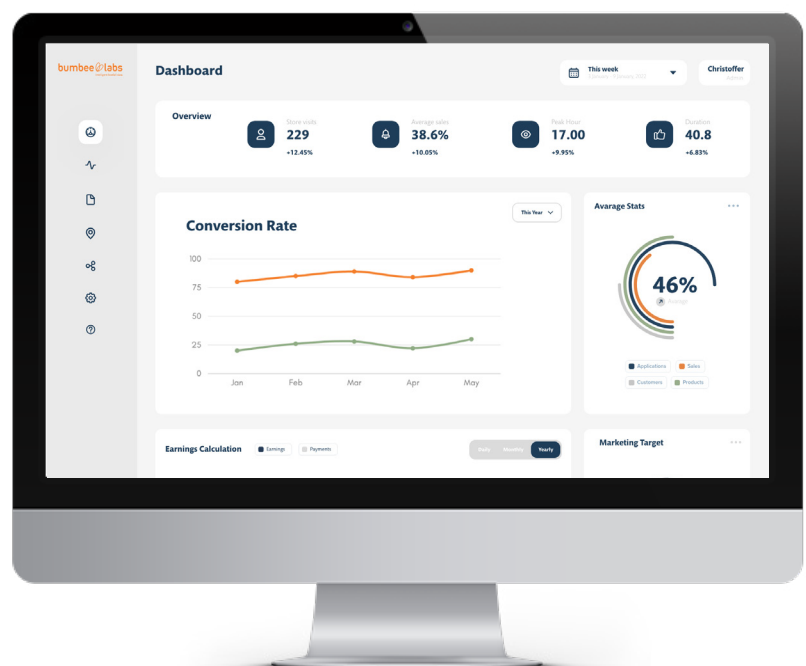 bumbee labs
Dashboard
This week
Christoffer
Admin
Overview
Store visits
229
+12.45%
Average sales
38.6%
+10.05%
Peak Hour
17.00
+9.95%
Duration
40.8
+6.83%
Conversion Rate
This Year
100
75
50
25
0
Jan Feb Mar Apr May
Avarage Stats
46%
Average
Applications Sales
Customers Products
Earnings Calculation Earnings Payments
Daily Monthly Yearly
Marketing Target